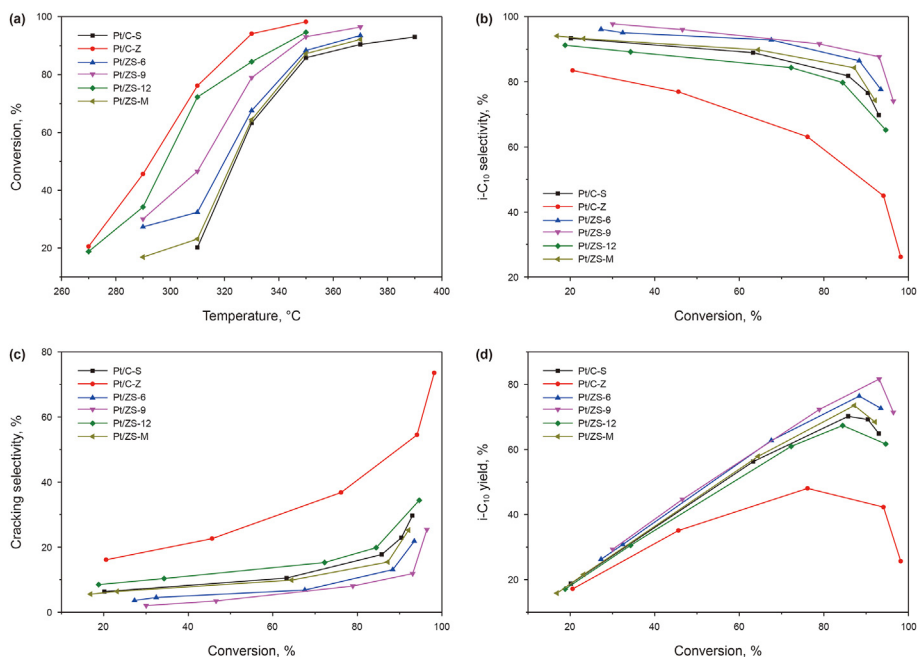 (a)
Pt/C-S
Pt/C-Z
Pt/ZS-6
Pt/ZS-9
Pt/ZS-12
Pt/ZS-M
100
80
60
40
20
0
260
280
300
320
340
360
380
400
Temperature, °C
Conversion, %
(b)
100
80
60
40
20
Pt/C-S
Pt/C-Z
Pt/ZS-6
Pt/ZS-9
Pt/ZS-12
Pt/ZS-M
20
40
60
80
100
Conversion, %
i-C10 selectivity, %
(c)
80
60
40
20
0
Pt/C-S
Pt/C-Z
Pt/ZS-6
Pt/ZS-9
Pt/ZS-12
Pt/ZS-M
20
40
60
80
100
Conversion, %
Cracking selectivity, %
(d)
100
80
60
40
20
0
Pt/C-S
Pt/C-Z
Pt/ZS-6
Pt/ZS-9
Pt/ZS-12
Pt/ZS-M
20
40
60
80
100
Conversion, %
i-C10 yield, %